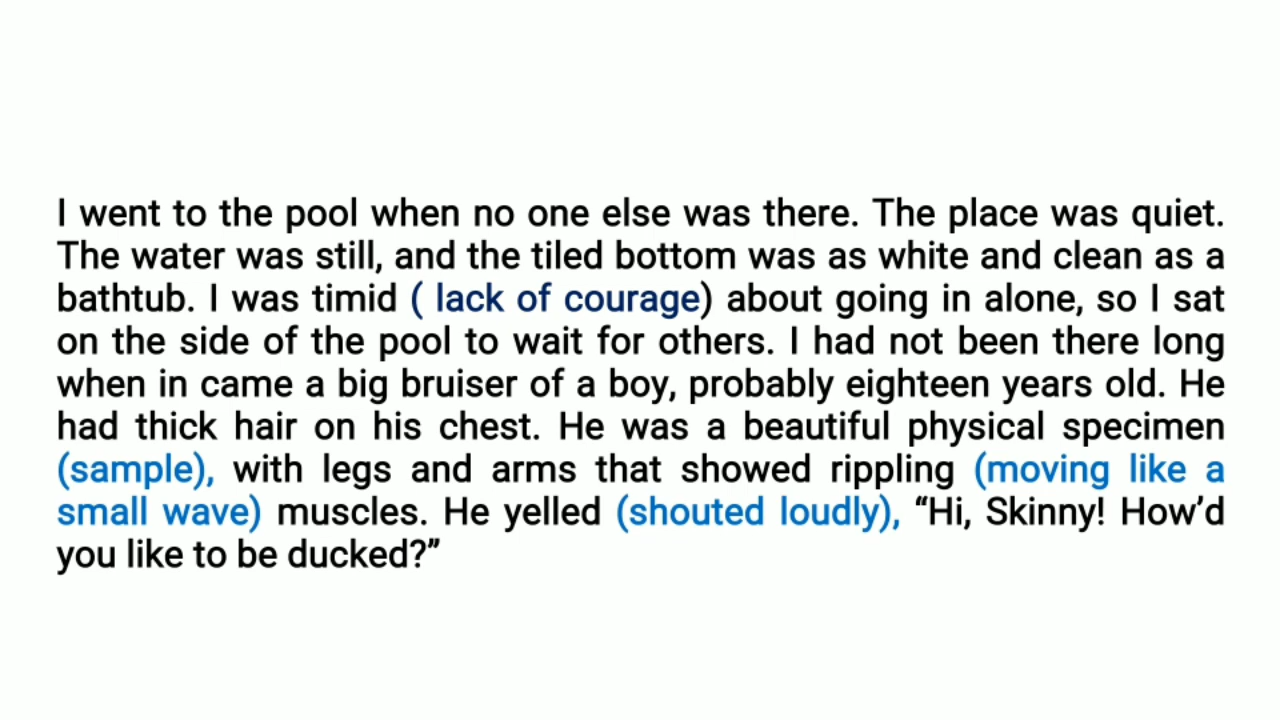 I went to the pool when no one else was there. The place was quiet.
The water was still, and the tiled bottom was as white and clean as a
bathtub. I was timid ( lack of courage) about going in alone, so I sat
on the side of the pool to wait for others. I had not been there long
when in came a big bruiser of a boy, probably eighteen years old. He
had thick hair on his chest. He was a beautiful physical specimen
(sample), with legs and arms that showed rippling (moving like a
small wave) muscles. He yelled (shouted loudly), “Hi, Skinny! How’d
you like to be ducked?”